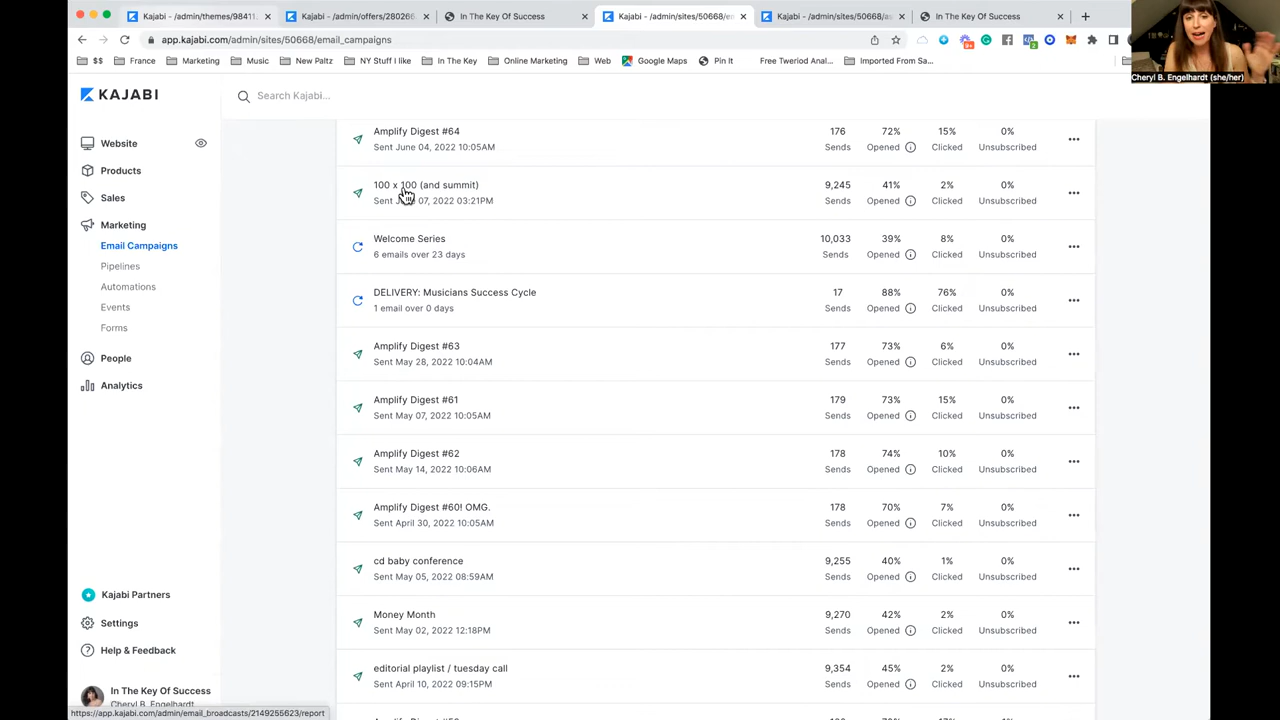 Kajabi - /admin/themes/98411
Kajabi - /admin/offers/280266
In The Key Of Success
Kajabi - /admin/sites/50668/em
Kajabi - /admin/sites/50668/au
In The Key Of Success
app.kajabi.com/admin/sites/50668/email_campaigns
9+
2
$$
France
Marketing
Music
New Paltz
NY Stuff I like
In The Key
Online Marketing
Web
Google Maps
Pin It
Free Tweriod Anal...
Imported From Sa...
Cheryl B. Engelhardt (she/her)
KAJABI
Search Kajabi...
Website
Products
Sales
Marketing
Email Campaigns
Pipelines
Automations
Events
Forms
People
Analytics
Kajabi Partners
Settings
Help & Feedback
In The Key Of Success
Cheryl B. Engelhardt
https://app.kajabi.com/admin/email_broadcasts/2149255623/report
Amplify Digest #64 176 72% 15% 0%
Sent June 04, 2022 10:05AM Sends Opened Clicked Unsubscribed
100 x 100 (and summit) 9,245 41% 2% 0%
Sent 07, 2022 03:21PM Sends Opened Clicked Unsubscribed
Welcome Series 10,033 39% 8% 0%
6 emails over 23 days Sends Opened Clicked Unsubscribed
DELIVERY: Musicians Success Cycle 17 88% 76% 0%
1 email over 0 days Sends Opened Clicked Unsubscribed
Amplify Digest #63 177 73% 6% 0%
Sent May 28, 2022 10:04AM Sends Opened Clicked Unsubscribed
Amplify Digest #61 179 73% 15% 0%
Sent May 07, 2022 10:05AM Sends Opened Clicked Unsubscribed
Amplify Digest #62 178 74% 10% 0%
Sent May 14, 2022 10:06AM Sends Opened Clicked Unsubscribed
Amplify Digest #60! OMG. 178 70% 7% 0%
Sent April 30, 2022 10:05AM Sends Opened Clicked Unsubscribed
cd baby conference 9,255 40% 1% 0%
Sent May 05, 2022 08:59AM Sends Opened Clicked Unsubscribed
Money Month 9,270 42% 2% 0%
Sent May 02, 2022 12:18PM Sends Opened Clicked Unsubscribed
editorial playlist / tuesday call 9,354 45% 2% 0%
Sent April 10, 2022 09:15PM Sends Opened Clicked Unsubscribed